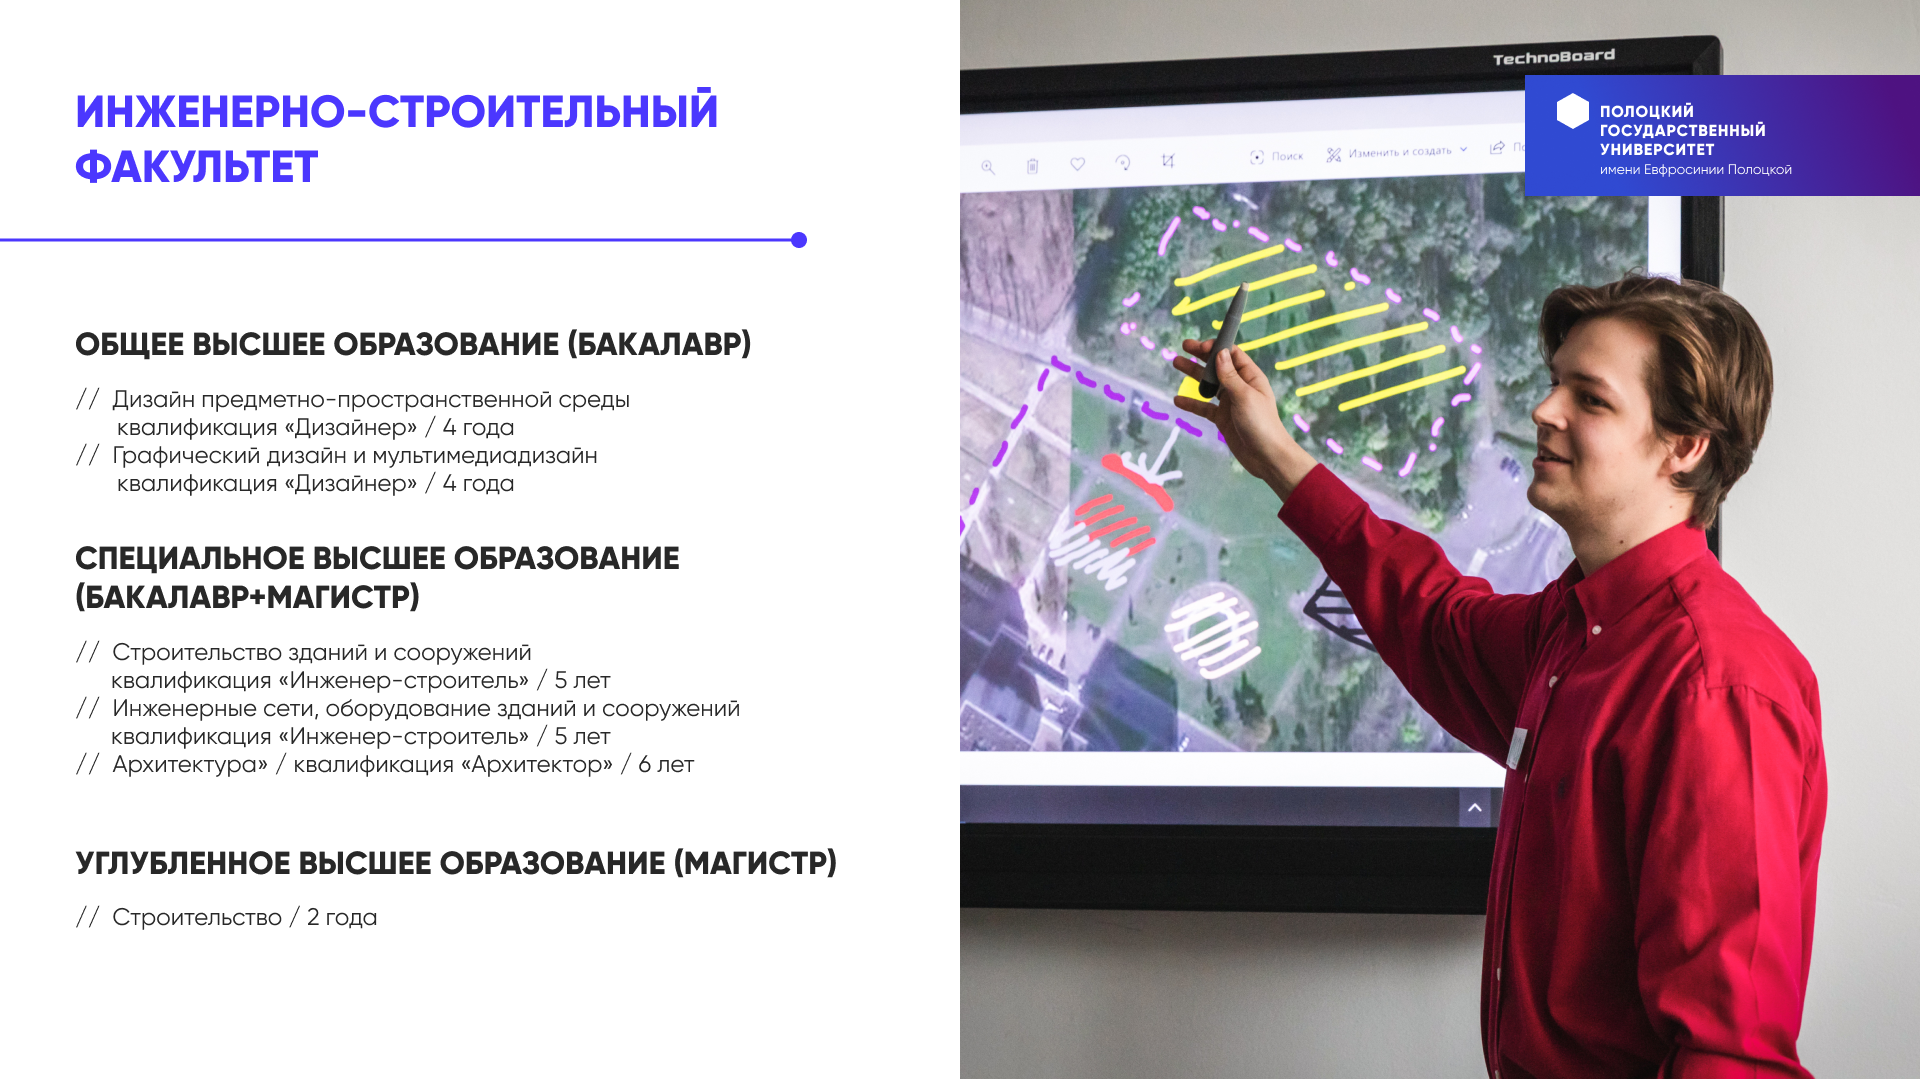 ИНЖЕНЕРНО-СТРОИТЕЛЬНЫЙ
ФАКУЛЬТЕТ
ОБЩЕЕ ВЫСШЕЕ ОБРАЗОВАНИЕ (БАКАЛАВР)
// Дизайн предметно-пространственной среды
квалификация «Дизайнер» / 4 года
// Графический дизайн и мультимедиадизайн
квалификация «Дизайнер» / 4 года
СПЕЦИАЛЬНОЕ ВЫСШЕЕ ОБРАЗОВАНИЕ
(БАКАЛАВР+МАГИСТР)
// Строительство зданий и сооружений
квалификация «Инженер-строитель» / 5 лет
// Инженерные сети, оборудование зданий и сооружений
квалификация «Инженер-строитель» / 5 лет
// Архитектура» / квалификация «Архитектор» / 6 лет
УГЛУБЛЕННОЕ ВЫСШЕЕ ОБРАЗОВАНИЕ (МАГИСТР)
// Строительство / 2 года
TechnoBoard
ПОЛОЦКИЙ
ГОСУДАРСТВЕННЫЙ
УНИВЕРСИТЕТ
имени Евфросинии Полоцкой
Поиск
Изменить и создать